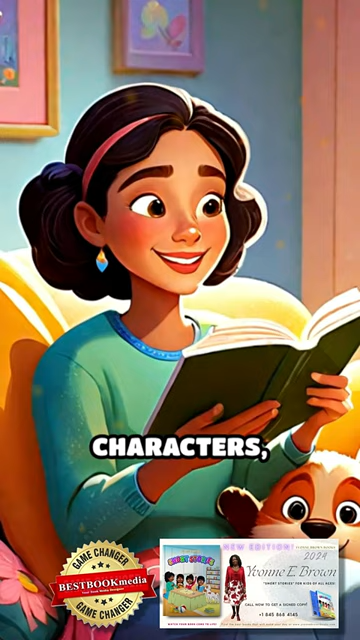 CHARACTERS,
GAME CHANGER
BESTBOOKmedia
GAME CHANGER
NEW EDITION!
2024
Yvonne E. Brown
"SHORT STORIES" FOR KIDS OF ALL AGES!
CALL NOW TO GET A SIGNED COPY!
+1 845 866 4145